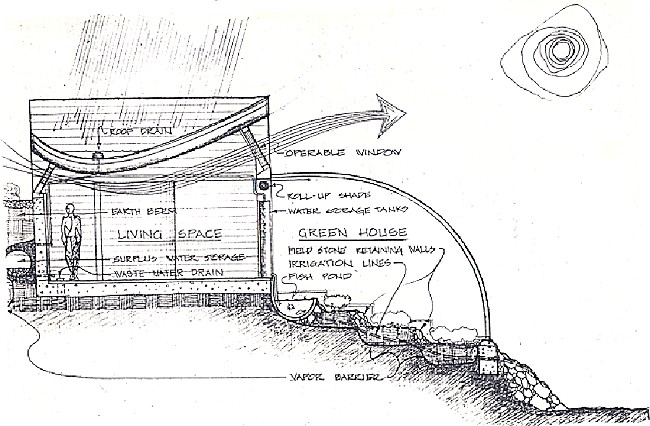 ROOF DRAIN
OPERABLE WINDOW
ROLL-UP SHADE
EARTH BERM
WATER STORAGE TANKS
LIVING SPACE
GREEN HOUSE
FIELD STONE RETAINING WALLS
SURPLUS WATER STORAGE
IRRIGATION LINES
WASTE WATER DRAIN
FISH POND
VAPOR BARRIER